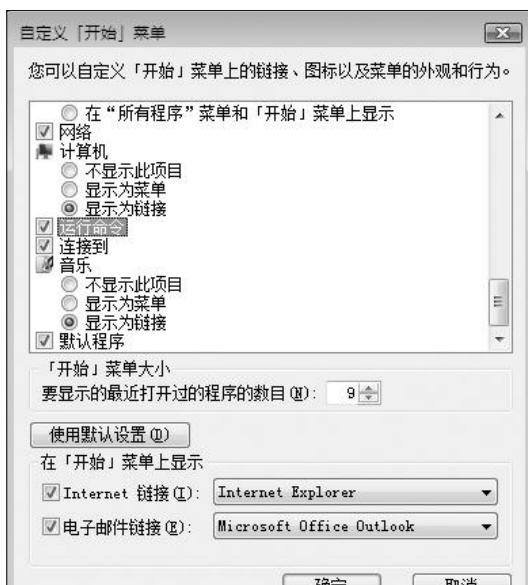 自定义「开始」菜单
您可以自定义「开始」菜单上的链接、图标以及菜单的外观和行为。
在“所有程序”菜单和「开始」菜单上显示
网络
计算机
不显示此项目
显示为菜单
显示为链接
运行命令
连接到
音乐
不显示此项目
显示为菜单
显示为链接
默认程序
「开始」菜单大小
要显示的最近打开过的程序的数目(N): 9
使用默认设置(D)
在「开始」菜单上显示
Internet 链接(I): Internet Explorer
电子邮件链接(E): Microsoft Office Outlook
确定 取消